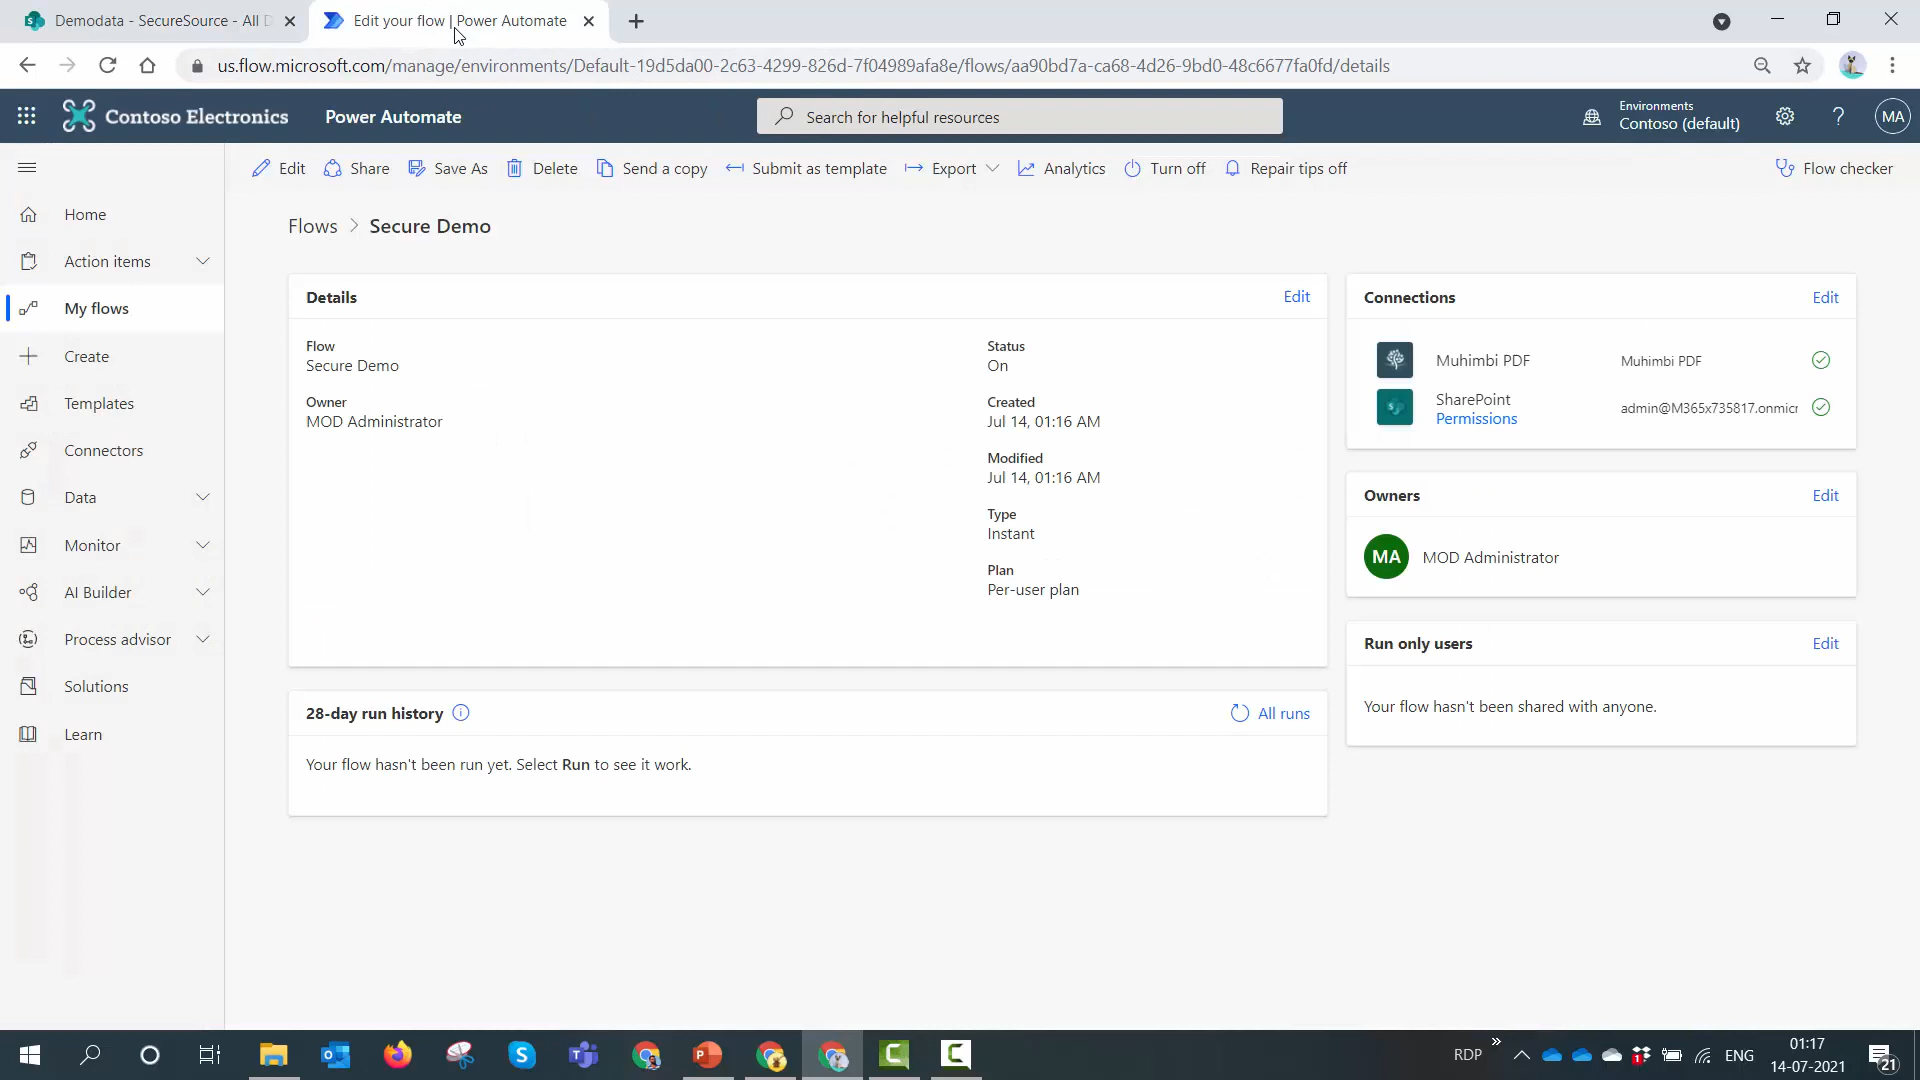 Demodata - SecureSource - All D
Edit your flow | Power Automate
us.flow.microsoft.com/manage/environments/Default-19d5da00-2c63-4299-826d-7f04989afa8e/flows/aa90bd7a-ca68-4d26-9bd0-48c6677fa0fd/details
Contoso Electronics
Power Automate
Search for helpful resources
Environments
Contoso (default)
?
MA
Edit
Share
Save As
Delete
Send a copy
Submit as template
Export
Analytics
Turn off
Repair tips off
Flow checker
Home
Action items
My flows
Create
Templates
Connectors
Data
Monitor
AI Builder
Process advisor
Solutions
Learn
Flows > Secure Demo
Details
Edit
Flow
Secure Demo
Owner
MOD Administrator
Status
On
Created
Jul 14, 01:16 AM
Modified
Jul 14, 01:16 AM
Type
Instant
Plan
Per-user plan
28-day run history
All runs
Your flow hasn't been run yet. Select Run to see it work.
Connections
Edit
Muhimbi PDF
Muhimbi PDF
SharePoint
Permissions
admin@M365x735817.onmicr
Owners
Edit
MA
MOD Administrator
Run only users
Edit
Your flow hasn't been shared with anyone.
RDP
ENG
01:17
14-07-2021
21